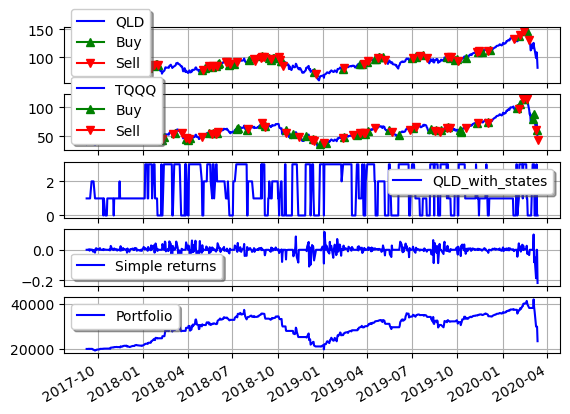 150
100
QLD
Buy
Sell
100
50
TQQQ
Buy
Sell
2
0
QLD_with_states
0.0
−0.2
Simple returns
40000
20000
Portfolio
2017-10
2018-01
2018-04
2018-07
2018-10
2019-01
2019-04
2019-07
2019-10
2020-01
2020-04